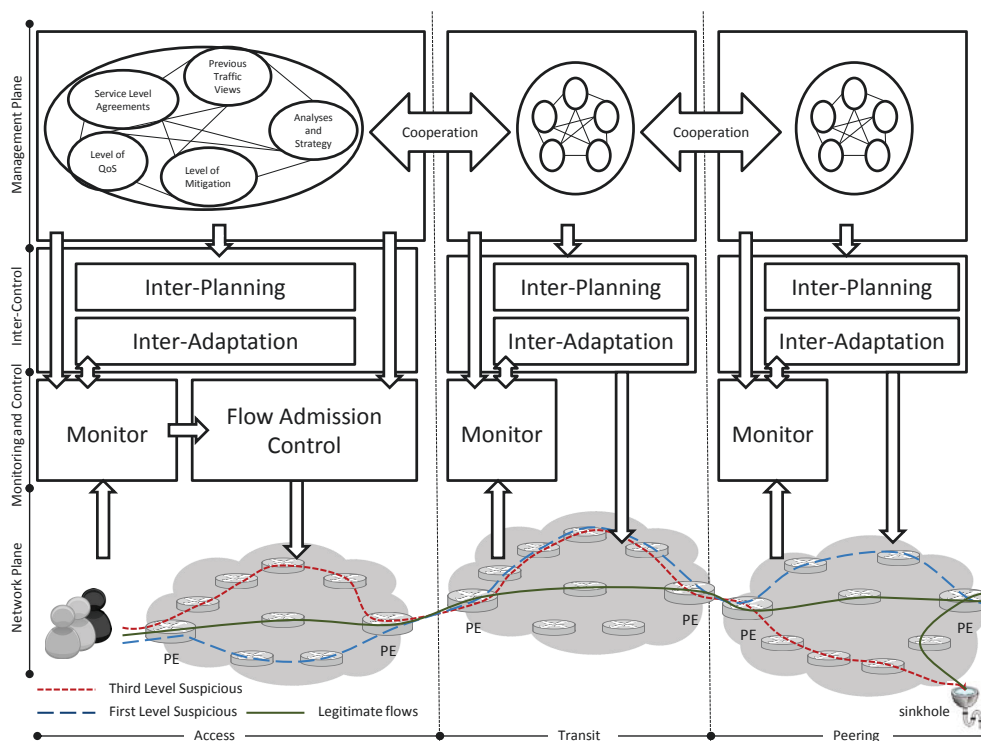 Management Plane
Previous
Traffic
Views
Service Level
Agreements
Analyses and
Strategy
Level of
QoS
Level of
Mitigation
Cooperation
Cooperation
Inter-Control
Inter-Planning
Inter-Adaptation
Inter-Planning
Inter-Adaptation
Inter-Planning
Inter-Adaptation
Monitoring and Control
Monitor
Flow Admission
Control
Monitor
Monitor
Network Plane
PE
PE
PE
PE
PE
PE
Third Level Suspicious
First Level Suspicious
Legitimate flows
sinkhole
Access
Transit
Peering